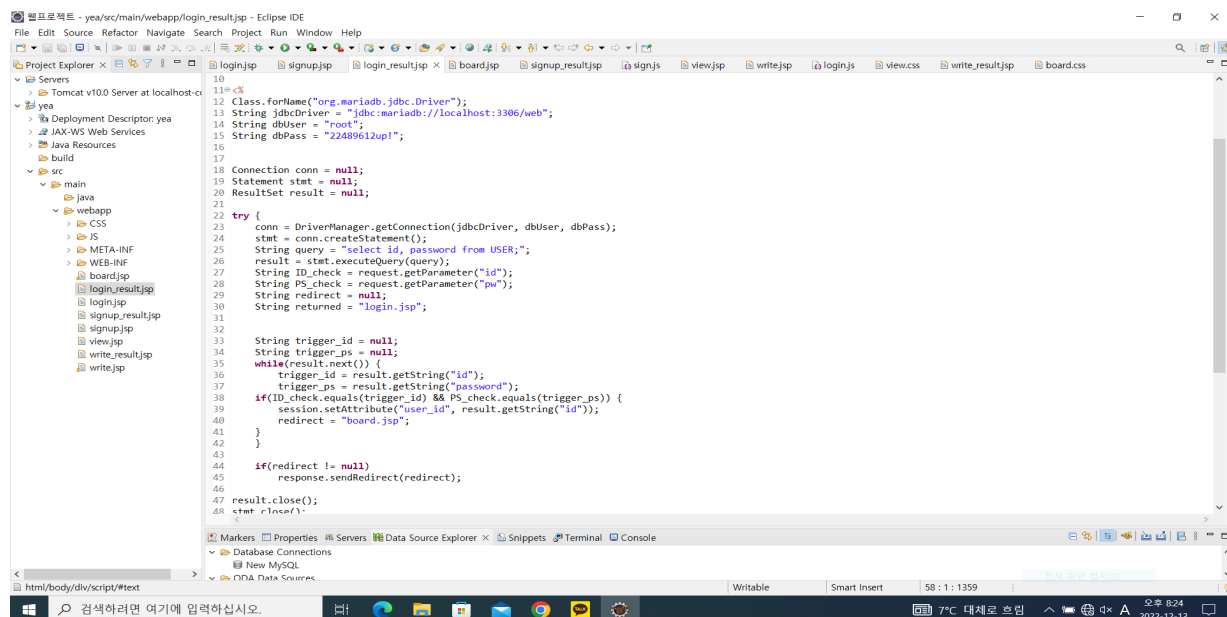 웹프로젝트 - yea/src/main/webapp/login_result.jsp - Eclipse IDE
File Edit Source Refactor Navigate Search Project Run Window Help
Project Explorer
Servers
Tomcat v10.0 Server at localhost-co
yea
Deployment Descriptor: yea
JAX-WS Web Services
Java Resources
build
src
main
java
webapp
CSS
JS
META-INF
WEB-INF
board.jsp
login_result.jsp
login.jsp
signup_result.jsp
signup.jsp
view.jsp
write_result.jsp
write.jsp
login.jsp signup.jsp login_result.jsp board.jsp signup_result.jsp sign.js view.jsp write.jsp login.js view.css write_result.jsp board.css
10
11 <%
12 Class.forName("org.mariadb.jdbc.Driver");
13 String jdbcDriver = "jdbc:mariadb://localhost:3306/web";
14 String dbUser = "root";
15 String dbPass = "22489612up!";
16
17
18 Connection conn = null;
19 Statement stmt = null;
20 ResultSet result = null;
21
22 try {
23 conn = DriverManager.getConnection(jdbcDriver, dbUser, dbPass);
24 stmt = conn.createStatement();
25 String query = "select id, password from USER;";
26 result = stmt.executeQuery(query);
27 String ID_check = request.getParameter("id");
28 String PS_check = request.getParameter("pw");
29 String redirect = null;
30 String returned = "login.jsp";
31
32
33 String trigger_id = null;
34 String trigger_ps = null;
35 while(result.next()) {
36 trigger_id = result.getString("id");
37 trigger_ps = result.getString("password");
38 if(ID_check.equals(trigger_id) && PS_check.equals(trigger_ps)) {
39 session.setAttribute("user_id", result.getString("id"));
40 redirect = "board.jsp";
41 }
42 }
43
44 if(redirect != null)
45 response.sendRedirect(redirect);
46
47 result.close();
48 stmt.close();
Markers Properties Servers Data Source Explorer Snippets Terminal Console
Database Connections
New MySQL
ODA Data Sources
html/body/div/script/#text Writable Smart Insert 58 : 1 : 1359
검색하려면 여기에 입력하십시오.
7°C 대체로 흐림 A 오후 8:24
2022-12-13